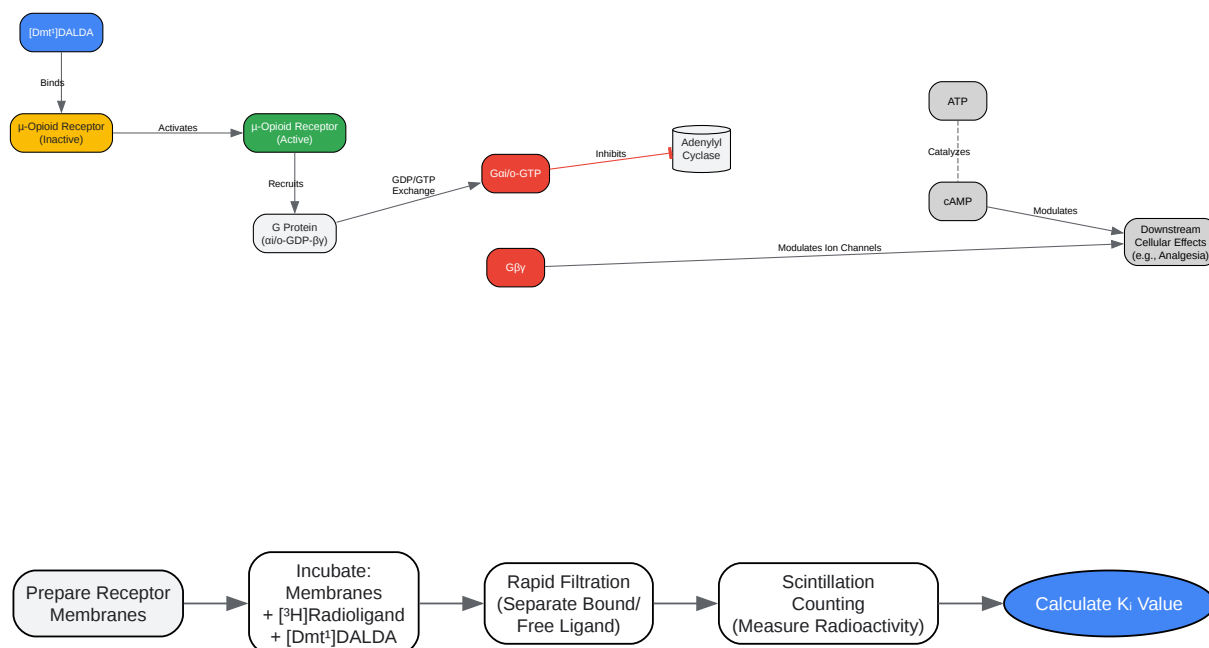 [Dmt¹]DALDA
Binds
µ-Opioid Receptor
(Inactive)
Activates
µ-Opioid Receptor
(Active)
Recruits
G Protein
(αi/o-GDP-βγ)
GDP/GTP
Exchange
Gαi/o-GTP
Inhibits
Adenylyl
Cyclase
Gβγ
Modulates Ion Channels
ATP
Catalyzes
cAMP
Modulates
Downstream
Cellular Effects
(e.g., Analgesia)
Prepare Receptor
Membranes
Incubate:
Membranes
+ [³H]Radioligand
+ [Dmt¹]DALDA
Rapid Filtration
(Separate Bound/
Free Ligand)
Scintillation
Counting
(Measure Radioactivity)
Calculate Kᵢ Value